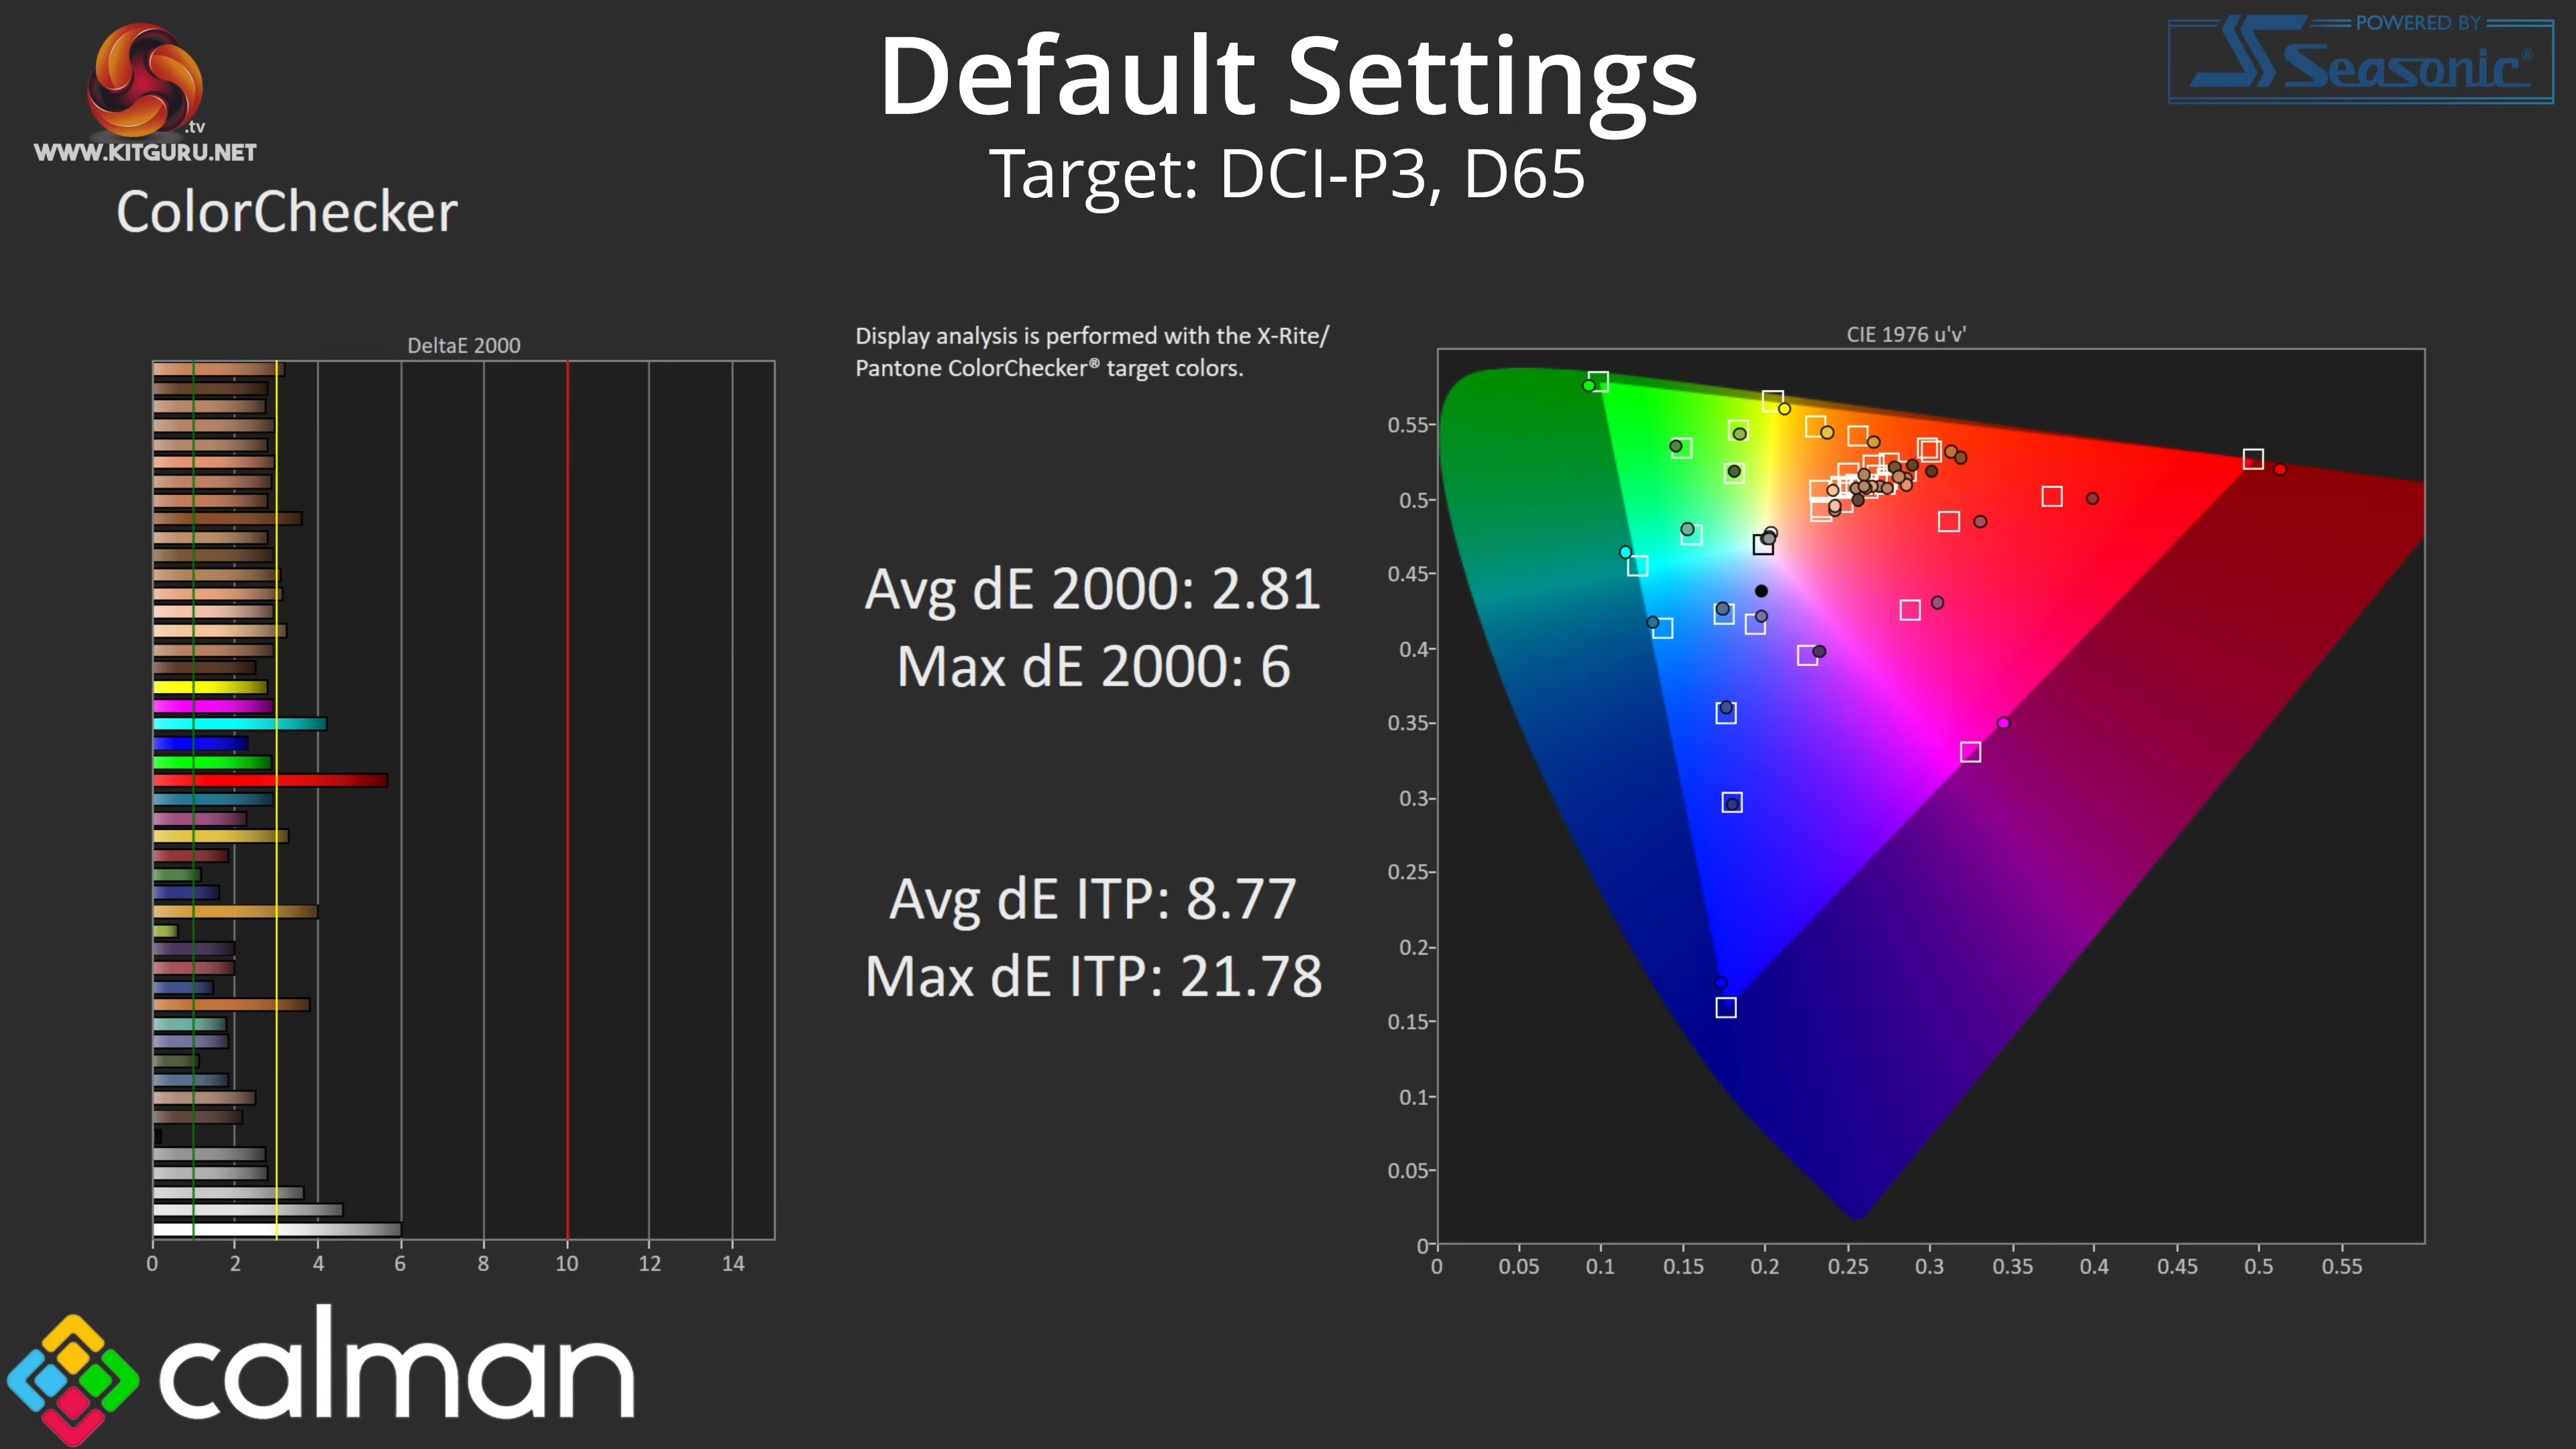 .tv
WWW.KITGURU.NET
Default Settings
Target: DCI-P3, D65
POWERED BY
Seasonic®
ColorChecker
DeltaE 2000
0 2 4 6 8 10 12 14
Display analysis is performed with the X-Rite/
Pantone ColorChecker® target colors.
Avg dE 2000: 2.81
Max dE 2000: 6
Avg dE ITP: 8.77
Max dE ITP: 21.78
CIE 1976 u'v'
0.55
0.5
0.45
0.4
0.35
0.3
0.25
0.2
0.15
0.1
0.05
0
0 0.05 0.1 0.15 0.2 0.25 0.3 0.35 0.4 0.45 0.5 0.55
calman